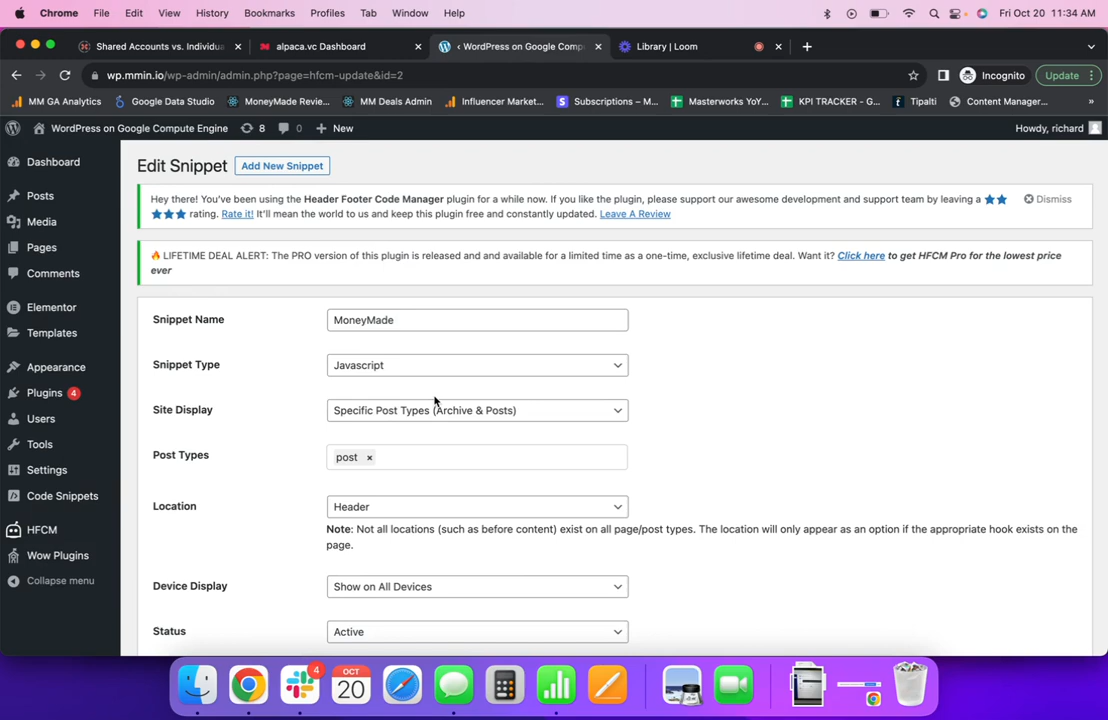 Chrome File Edit View History Bookmarks Profiles Tab Window Help Fri Oct 20 11:34 AM
Shared Accounts vs. Individua
alpaca.vc Dashboard
‹ WordPress on Google Comp
Library | Loom
wp.mmin.io/wp-admin/admin.php?page=hfcm-update&id=2
Incognito
Update
MM GA Analytics
Google Data Studio
MoneyMade Revie...
MM Deals Admin
Influencer Market...
Subscriptions – M...
Masterworks YoY...
KPI TRACKER - G...
Tipalti
Content Manager...
»
WordPress on Google Compute Engine 8 0 New Howdy, richard
Dashboard
Posts
Media
Pages
Comments
Elementor
Templates
Appearance
Plugins 4
Users
Tools
Settings
Code Snippets
HFCM
Wow Plugins
Collapse menu
Edit Snippet Add New Snippet
Hey there! You've been using the Header Footer Code Manager plugin for a while now. If you like the plugin, please support our awesome development and support team by leaving a ★★
★★★ rating. Rate it! It'll mean the world to us and keep this plugin free and constantly updated. Leave A Review
Dismiss
🔥 LIFETIME DEAL ALERT: The PRO version of this plugin is released and and available for a limited time as a one-time, exclusive lifetime deal. Want it? Click here to get HFCM Pro for the lowest price
ever
Snippet Name MoneyMade
Snippet Type Javascript
Site Display Specific Post Types (Archive & Posts)
Post Types post ×
Location Header
Note: Not all locations (such as before content) exist on all page/post types. The location will only appear as an option if the appropriate hook exists on the
page.
Device Display Show on All Devices
Status Active
4
OCT
20